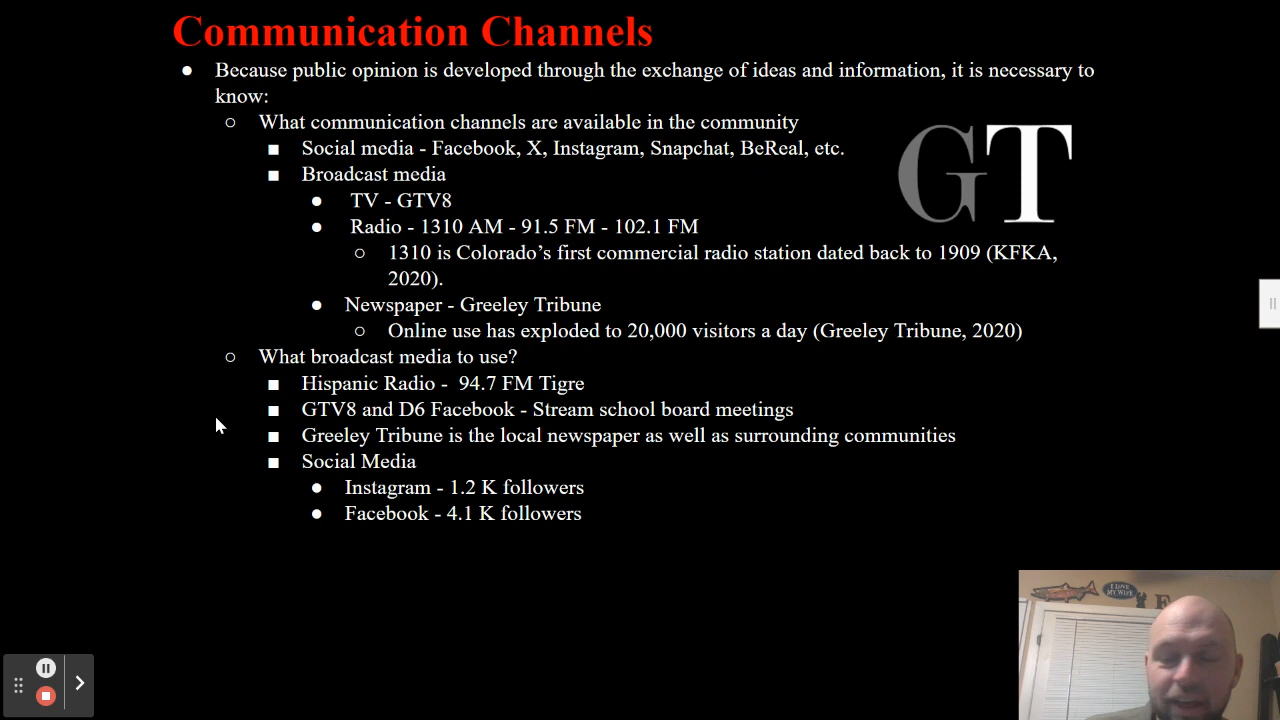 Communication Channels
● Because public opinion is developed through the exchange of ideas and information, it is necessary to
know:
○ What communication channels are available in the community
■ Social media - Facebook, X, Instagram, Snapchat, BeReal, etc.
■ Broadcast media
● TV - GTV8
● Radio - 1310 AM - 91.5 FM - 102.1 FM
○ 1310 is Colorado’s first commercial radio station dated back to 1909 (KFKA,
2020).
● Newspaper - Greeley Tribune
○ Online use has exploded to 20,000 visitors a day (Greeley Tribune, 2020)
○ What broadcast media to use?
■ Hispanic Radio - 94.7 FM Tigre
■ GTV8 and D6 Facebook - Stream school board meetings
■ Greeley Tribune is the local newspaper as well as surrounding communities
■ Social Media
● Instagram - 1.2 K followers
● Facebook - 4.1 K followers
GT
I LOVE
MY WIFE
F